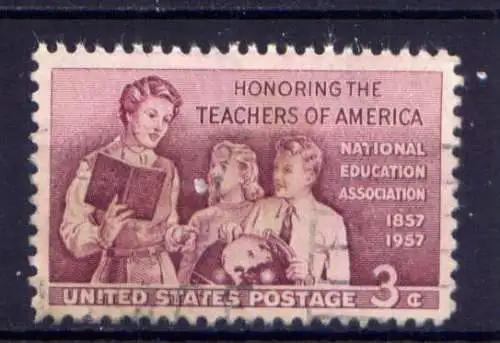 HONORING THE
TEACHERS OF AMERICA
NATIONAL
EDUCATION
ASSOCIATION
1857
1957
UNITED STATES POSTAGE 3 ¢